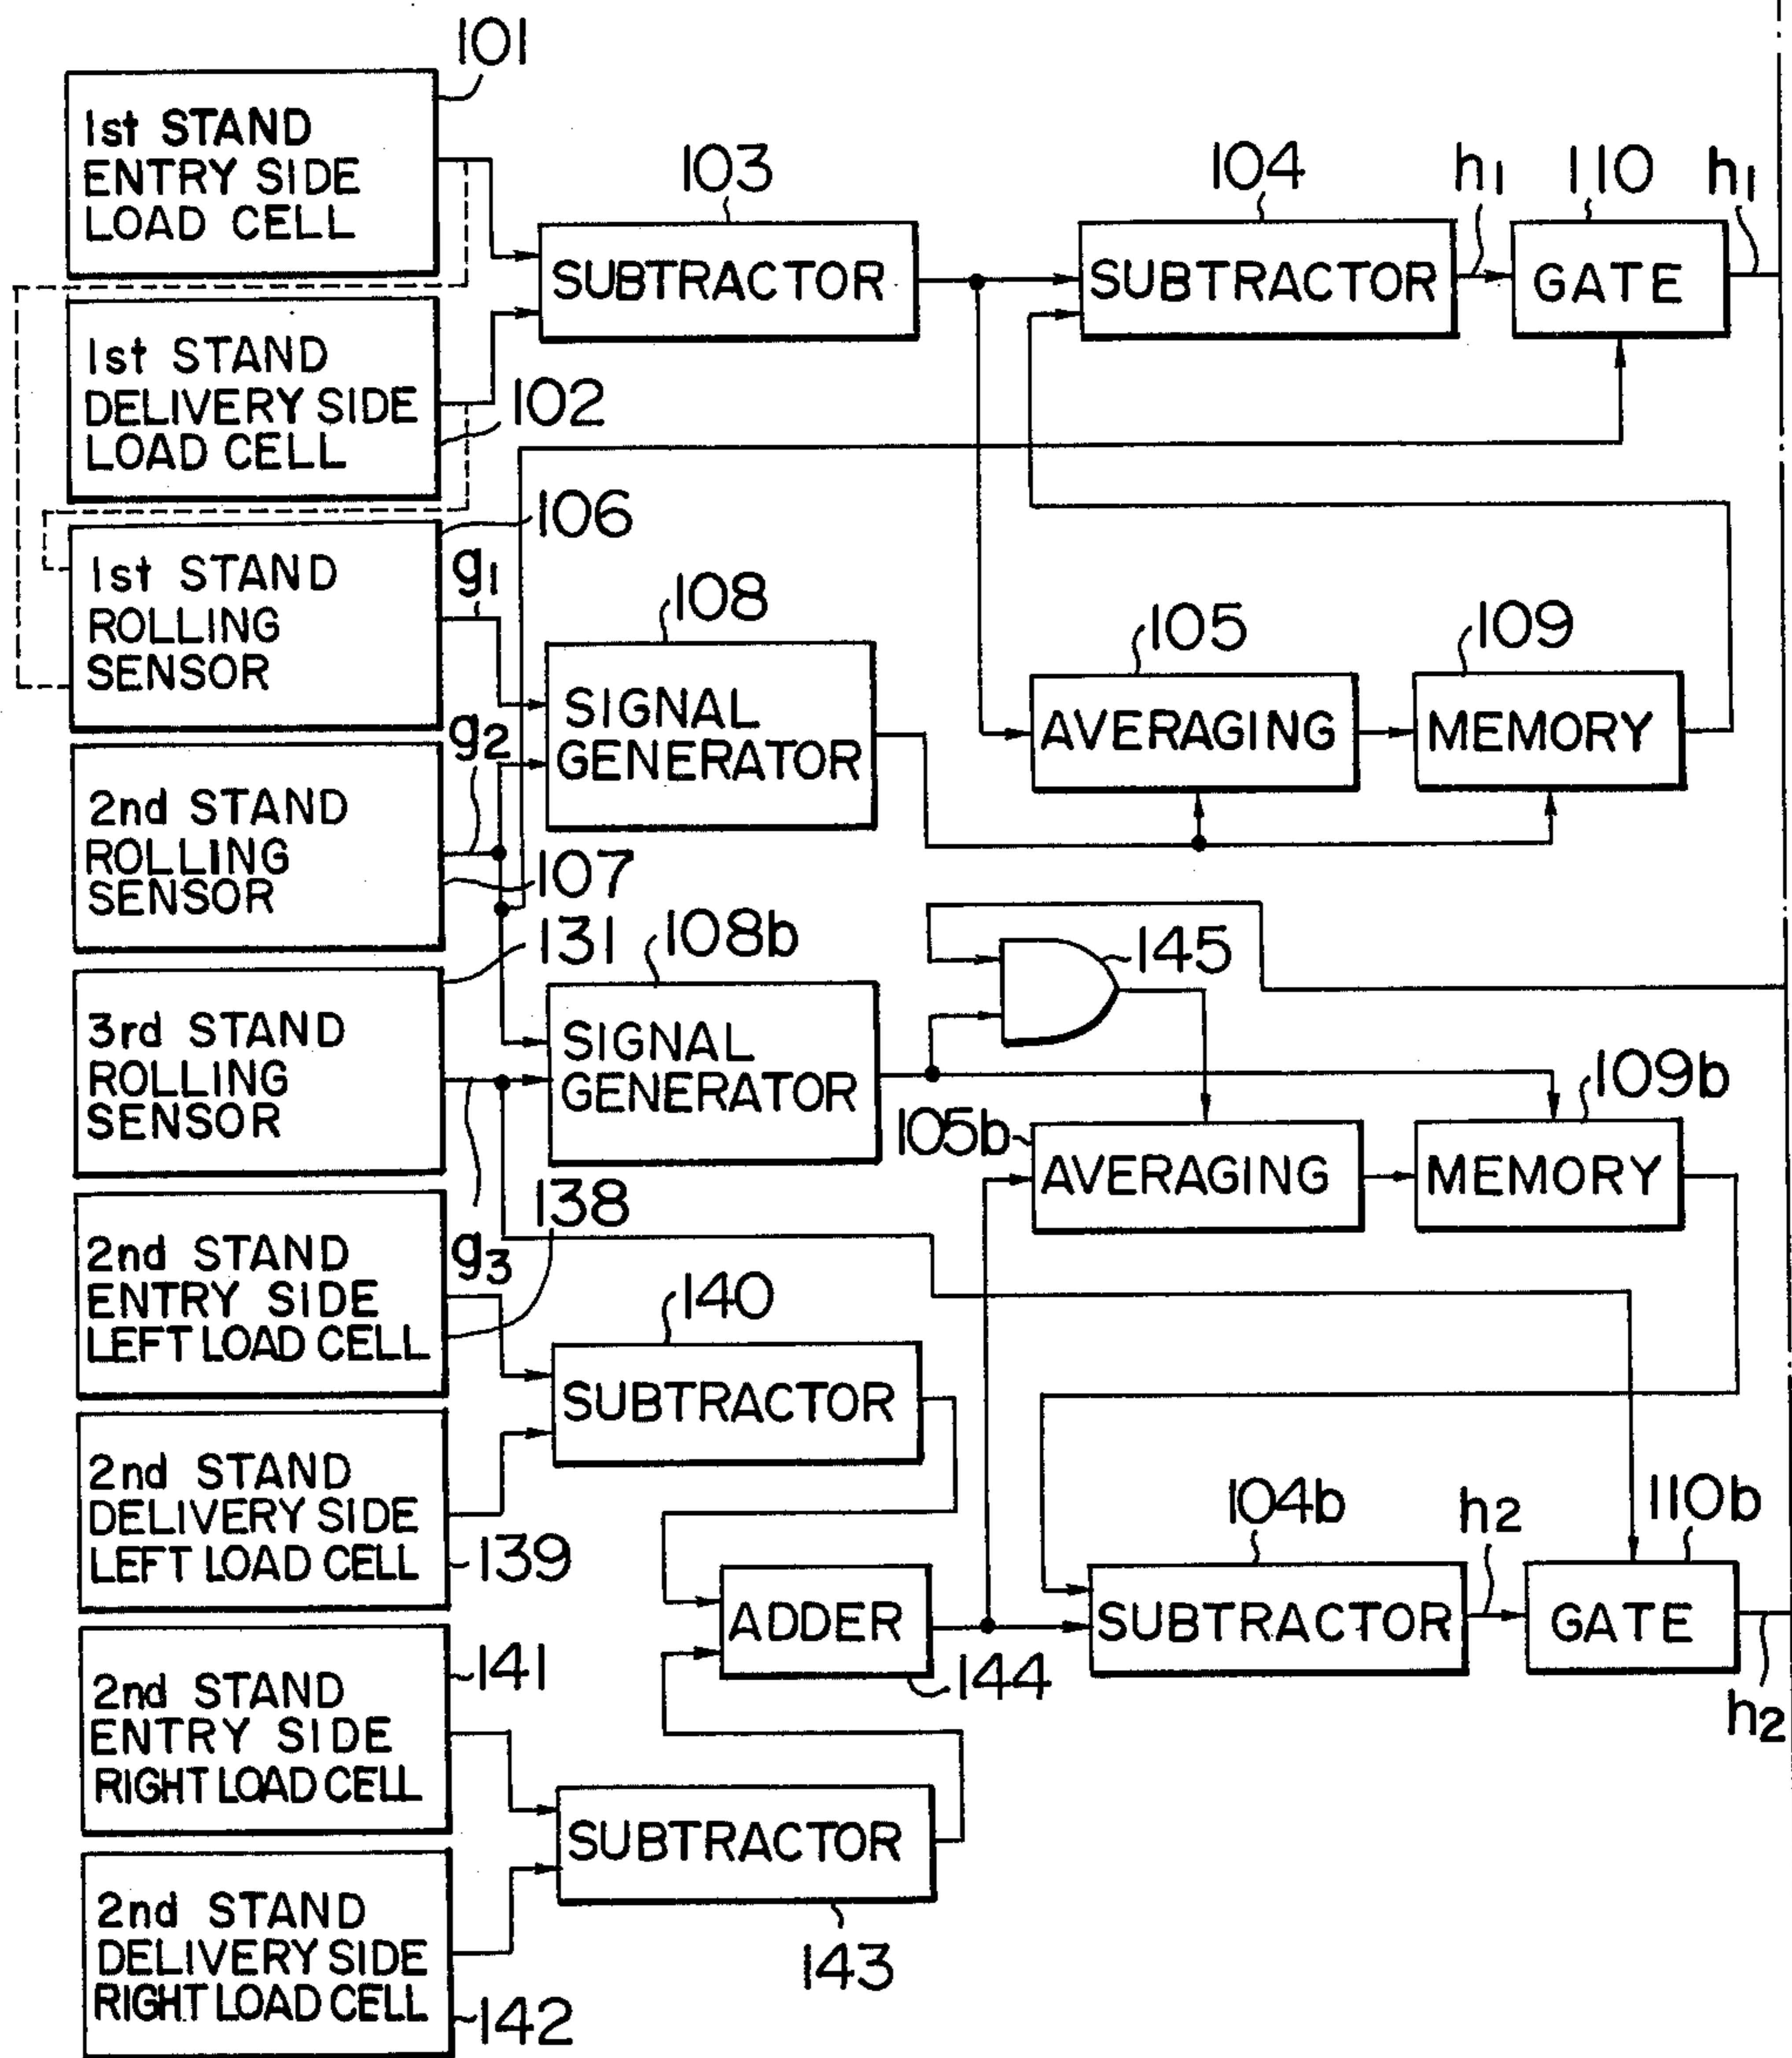 101
1st STAND
ENTRY SIDE
LOAD CELL
103
SUBTRACTOR
104
SUBTRACTOR
h1
110
GATE
h1
1st STAND
DELIVERY SIDE
LOAD CELL
102
106
1st STAND
ROLLING
SENSOR
g1
108
SIGNAL
GENERATOR
105
AVERAGING
109
MEMORY
g2
2nd STAND
ROLLING
SENSOR
107
131
3rd STAND
ROLLING
SENSOR
108b
SIGNAL
GENERATOR
145
105b
AVERAGING
109b
MEMORY
g3
138
2nd STAND
ENTRY SIDE
LEFT LOAD CELL
140
SUBTRACTOR
2nd STAND
DELIVERY SIDE
LEFT LOAD CELL
139
ADDER
144
104b
SUBTRACTOR
h2
110b
GATE
h2
141
2nd STAND
ENTRY SIDE
RIGHT LOAD CELL
SUBTRACTOR
143
2nd STAND
DELIVERY SIDE
RIGHT LOAD CELL
142